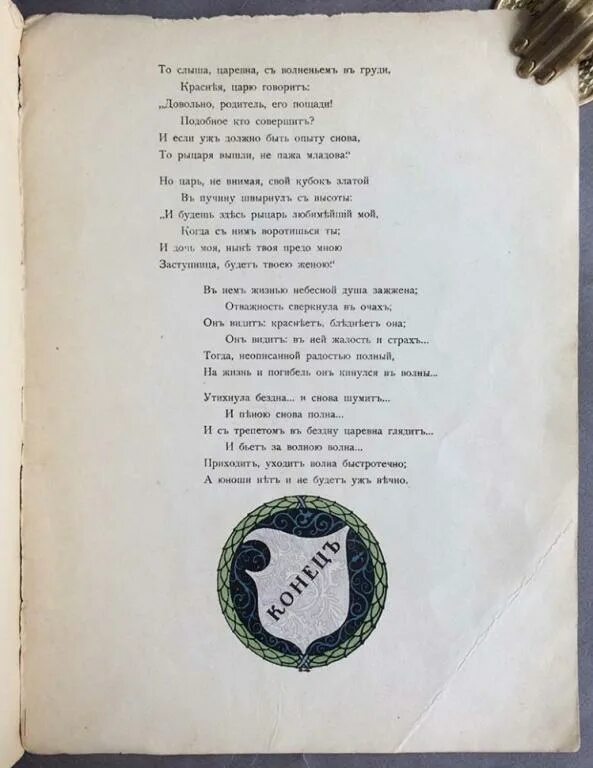 То слыша, царевна, съ волненьемъ въ груди,
Краснѣя, царю говоритъ:
„Довольно, родитель, его пощади!
Подобное кто совершитъ?
И если ужъ должно быть опыту снова,
То рыцаря вышли, не пажа младова.“
Но царь, не внимая, свой кубокъ златой
Въ пучину швырнулъ съ высоты:
„И будешь здѣсь рыцарь любимѣйшій мой,
Когда съ нимъ воротишься ты;
И дочь моя, нынѣ твоя предо мною
Заступница, будетъ твоею женою.“
Въ немъ жизнью небесной душа зажжена;
Отважность сверкнула въ очахъ;
Онъ видитъ: краснѣетъ, блѣднѣетъ она;
Онъ видитъ: въ ней жалость и страхъ...
Тогда, неописанной радостью полный,
На жизнь и погибель онъ кинулся въ волны...
Утихнула бездна... и снова шумитъ...
И пѣною снова полна...
И съ трепетомъ въ бездну царевна глядитъ...
И бьетъ за волною волна...
Приходитъ, уходитъ волна быстротечно;
А юноши нѣтъ и не будетъ ужъ вѣчно.
КОНЕЦЪ